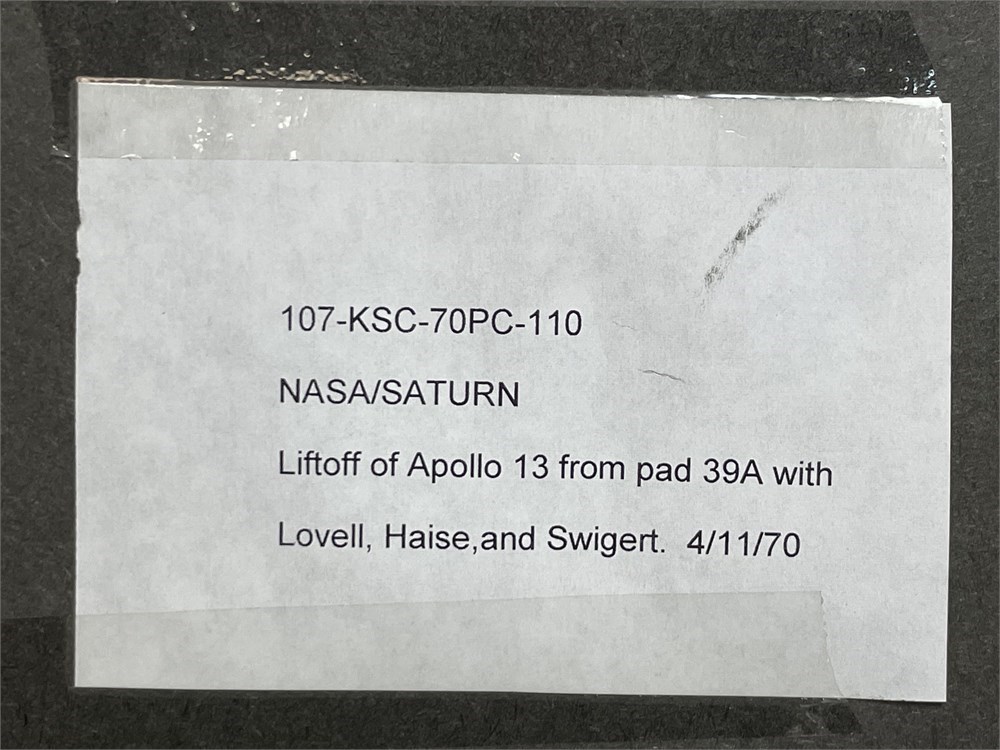 107-KSC-70PC-110
NASA/SATURN
Liftoff of Apollo 13 from pad 39A with
Lovell, Haise,and Swigert.  4/11/70